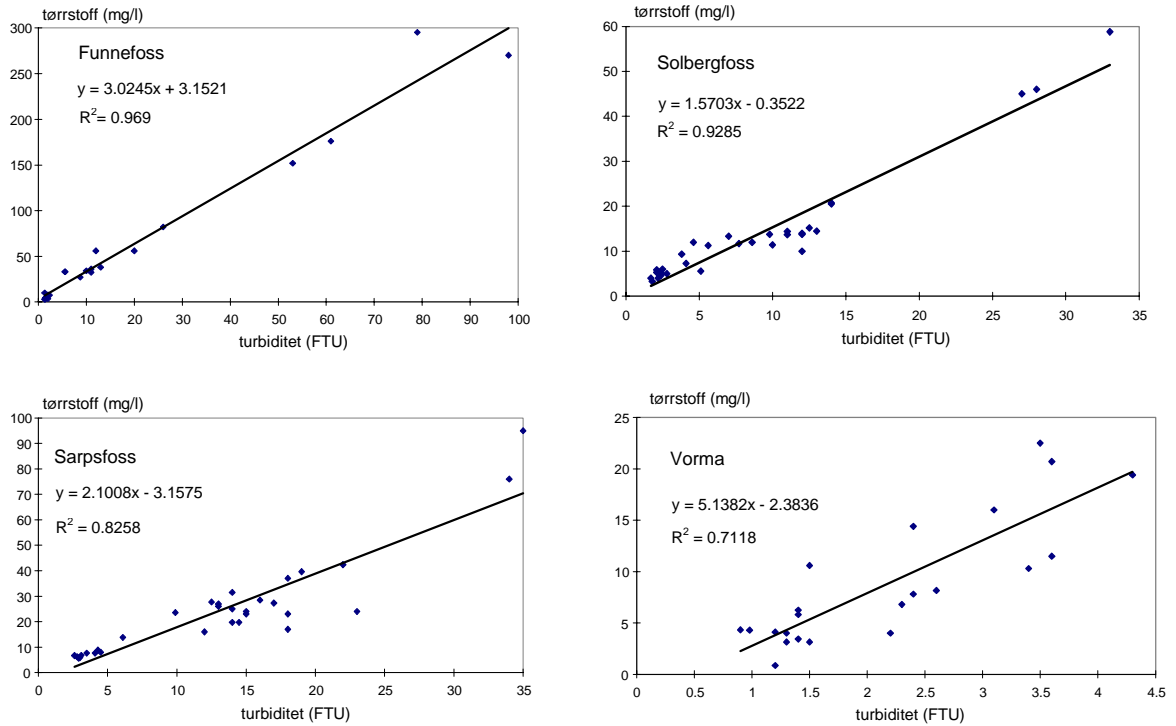 tørrstoff (mg/l)
300
250
200
150
100
50
0
Funnefoss
y = 3.0245x + 3.1521
R²= 0.969
0 10 20 30 40 50 60 70 80 90 100
turbiditet (FTU)
tørrstoff (mg/l)
60
50
40
30
20
10
0
Solbergfoss
y = 1.5703x - 0.3522
R² = 0.9285
0 5 10 15 20 25 30 35
turbiditet (FTU)
tørrstoff (mg/l)
100
90
80
70
60
50
40
30
20
10
0
Sarpsfoss
y = 2.1008x - 3.1575
R² = 0.8258
0 5 10 15 20 25 30 35
turbiditet (FTU)
tørrstoff (mg/l)
25
20
15
10
5
0
Vorma
y = 5.1382x - 2.3836
R² = 0.7118
0 0.5 1 1.5 2 2.5 3 3.5 4 4.5
turbiditet (FTU)